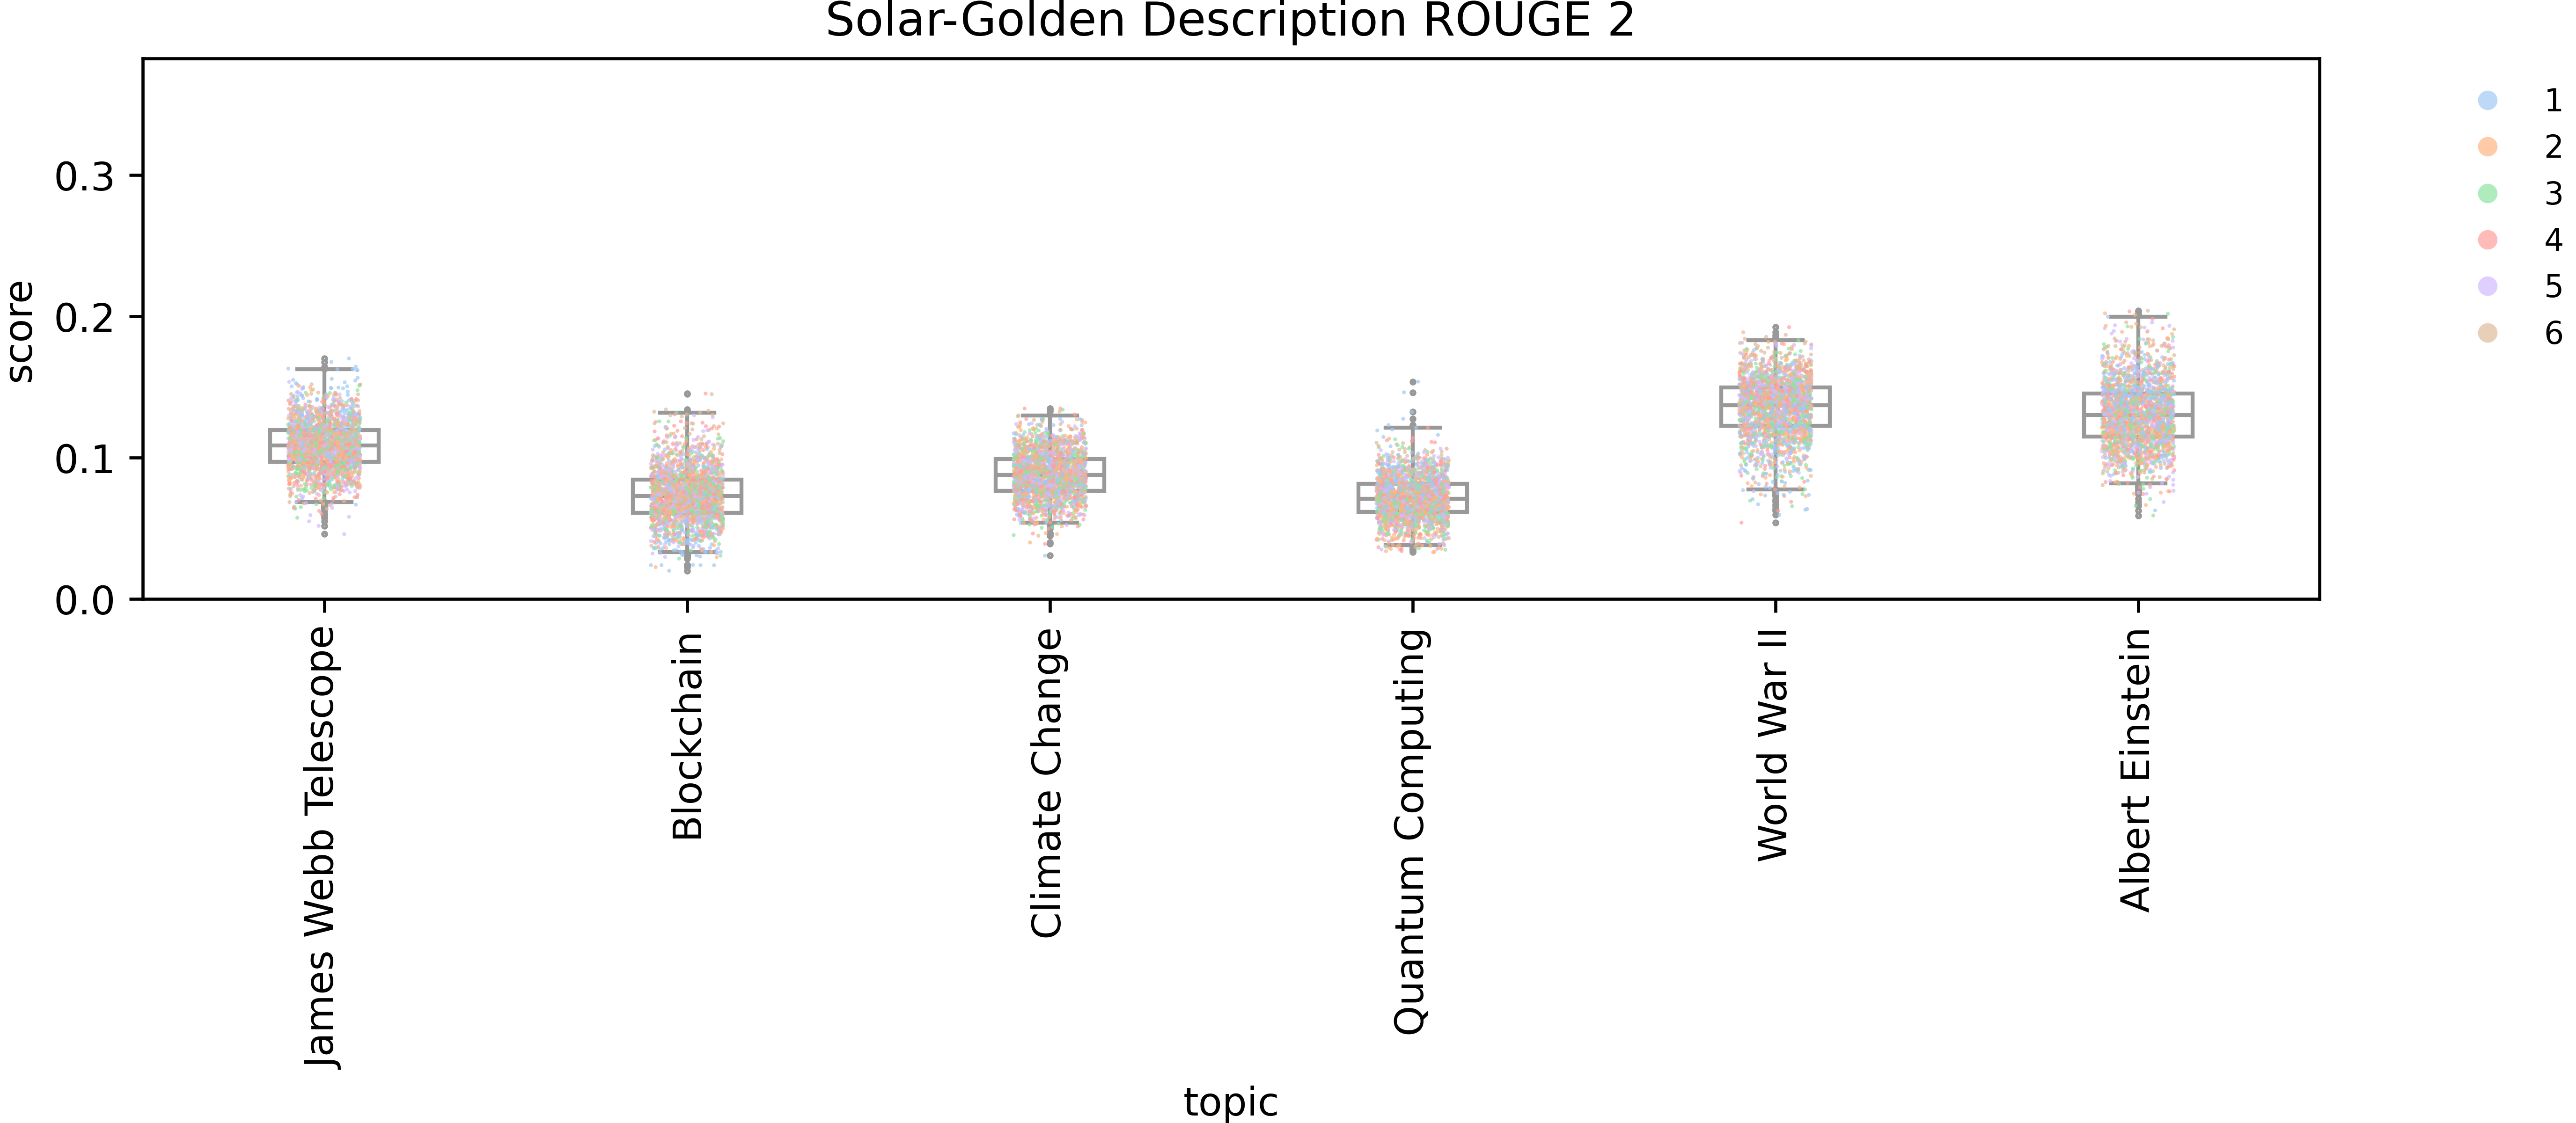 Solar-Golden Description ROUGE 2
score
0.3
0.2
0.1
0.0
1
2
3
4
5
6
James Webb Telescope
Blockchain
Climate Change
Quantum Computing
World War II
Albert Einstein
topic